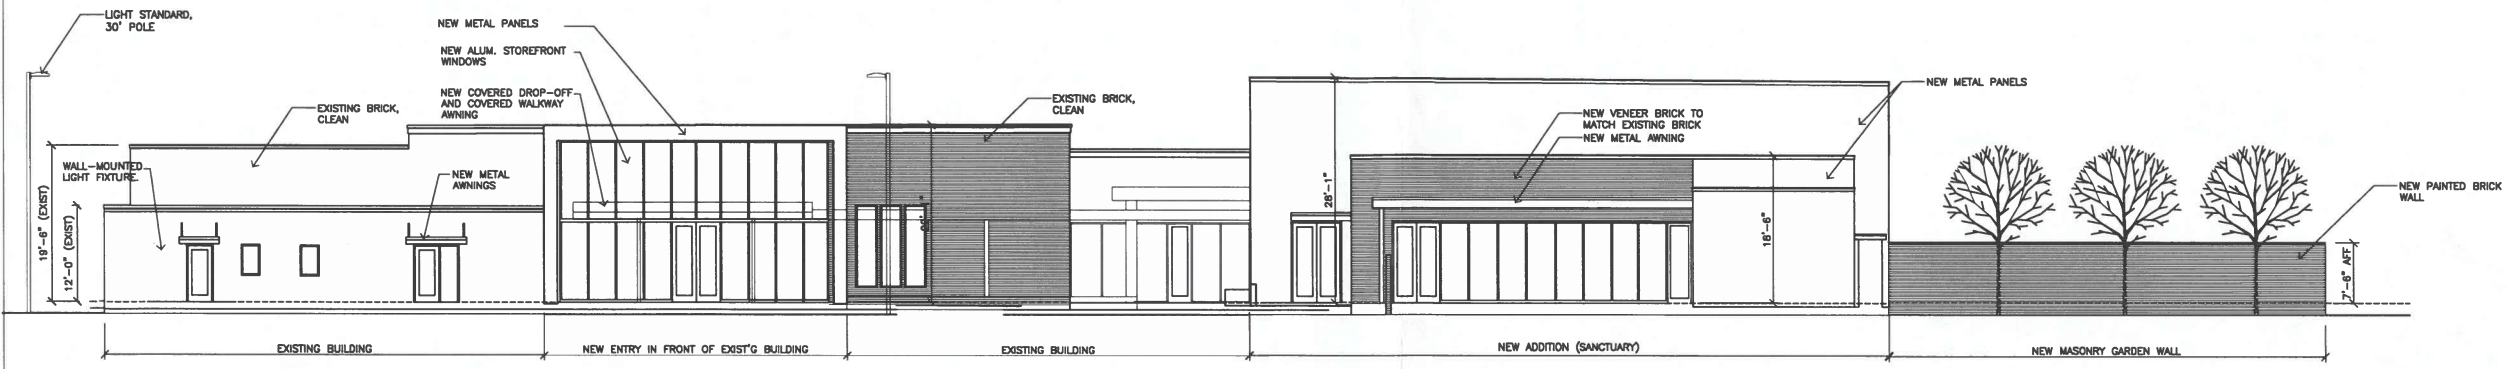 LIGHT STANDARD,
30' POLE
NEW METAL PANELS
NEW ALUM. STOREFRONT
WINDOWS
NEW COVERED DROP-OFF
AND COVERED WALKWAY
AWNING
EXISTING BRICK,
CLEAN
WALL-MOUNTED
LIGHT FIXTURE.
NEW METAL
AWNINGS
19'-6" (EXIST)
12'-0" (EXIST)
EXISTING BRICK,
CLEAN
28'-1"
NEW VENEER BRICK TO
MATCH EXISTING BRICK
NEW METAL AWNING
18'-6"
NEW METAL PANELS
NEW PAINTED BRICK
WALL
7'-6" AFF
EXISTING BUILDING
NEW ENTRY IN FRONT OF EXIST'G BUILDING
EXISTING BUILDING
NEW ADDITION (SANCTUARY)
NEW MASONRY GARDEN WALL